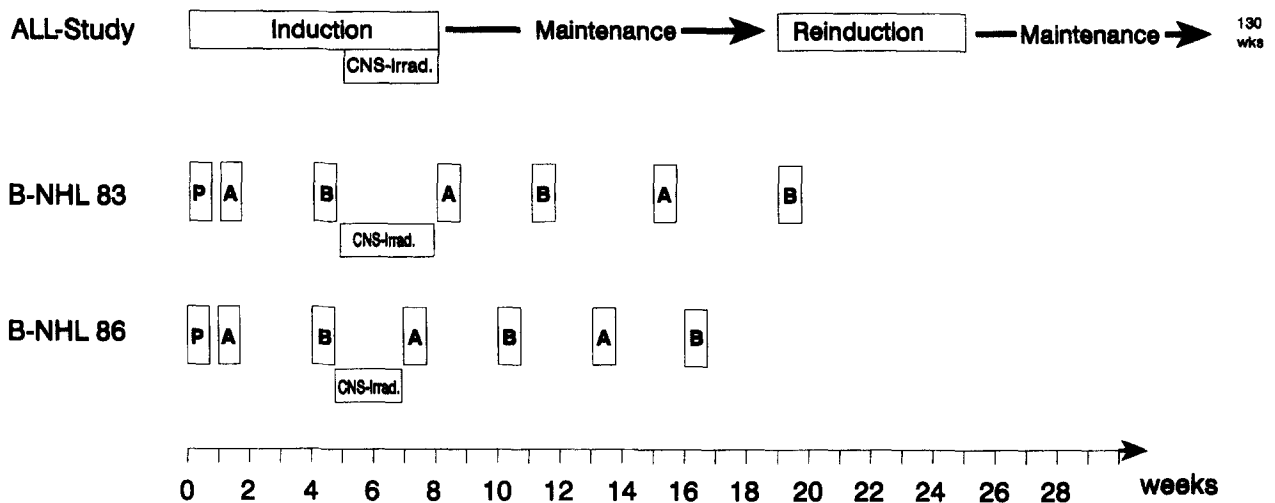 ALL-Study Induction Maintenance Reinduction Maintenance 130
wks
CNS-Irrad.
B-NHL 83 P A B A B A B
CNS-Irrad.
B-NHL 86 P A B A B A B
CNS-Irrad.
0 2 4 6 8 10 12 14 16 18 20 22 24 26 28 weeks